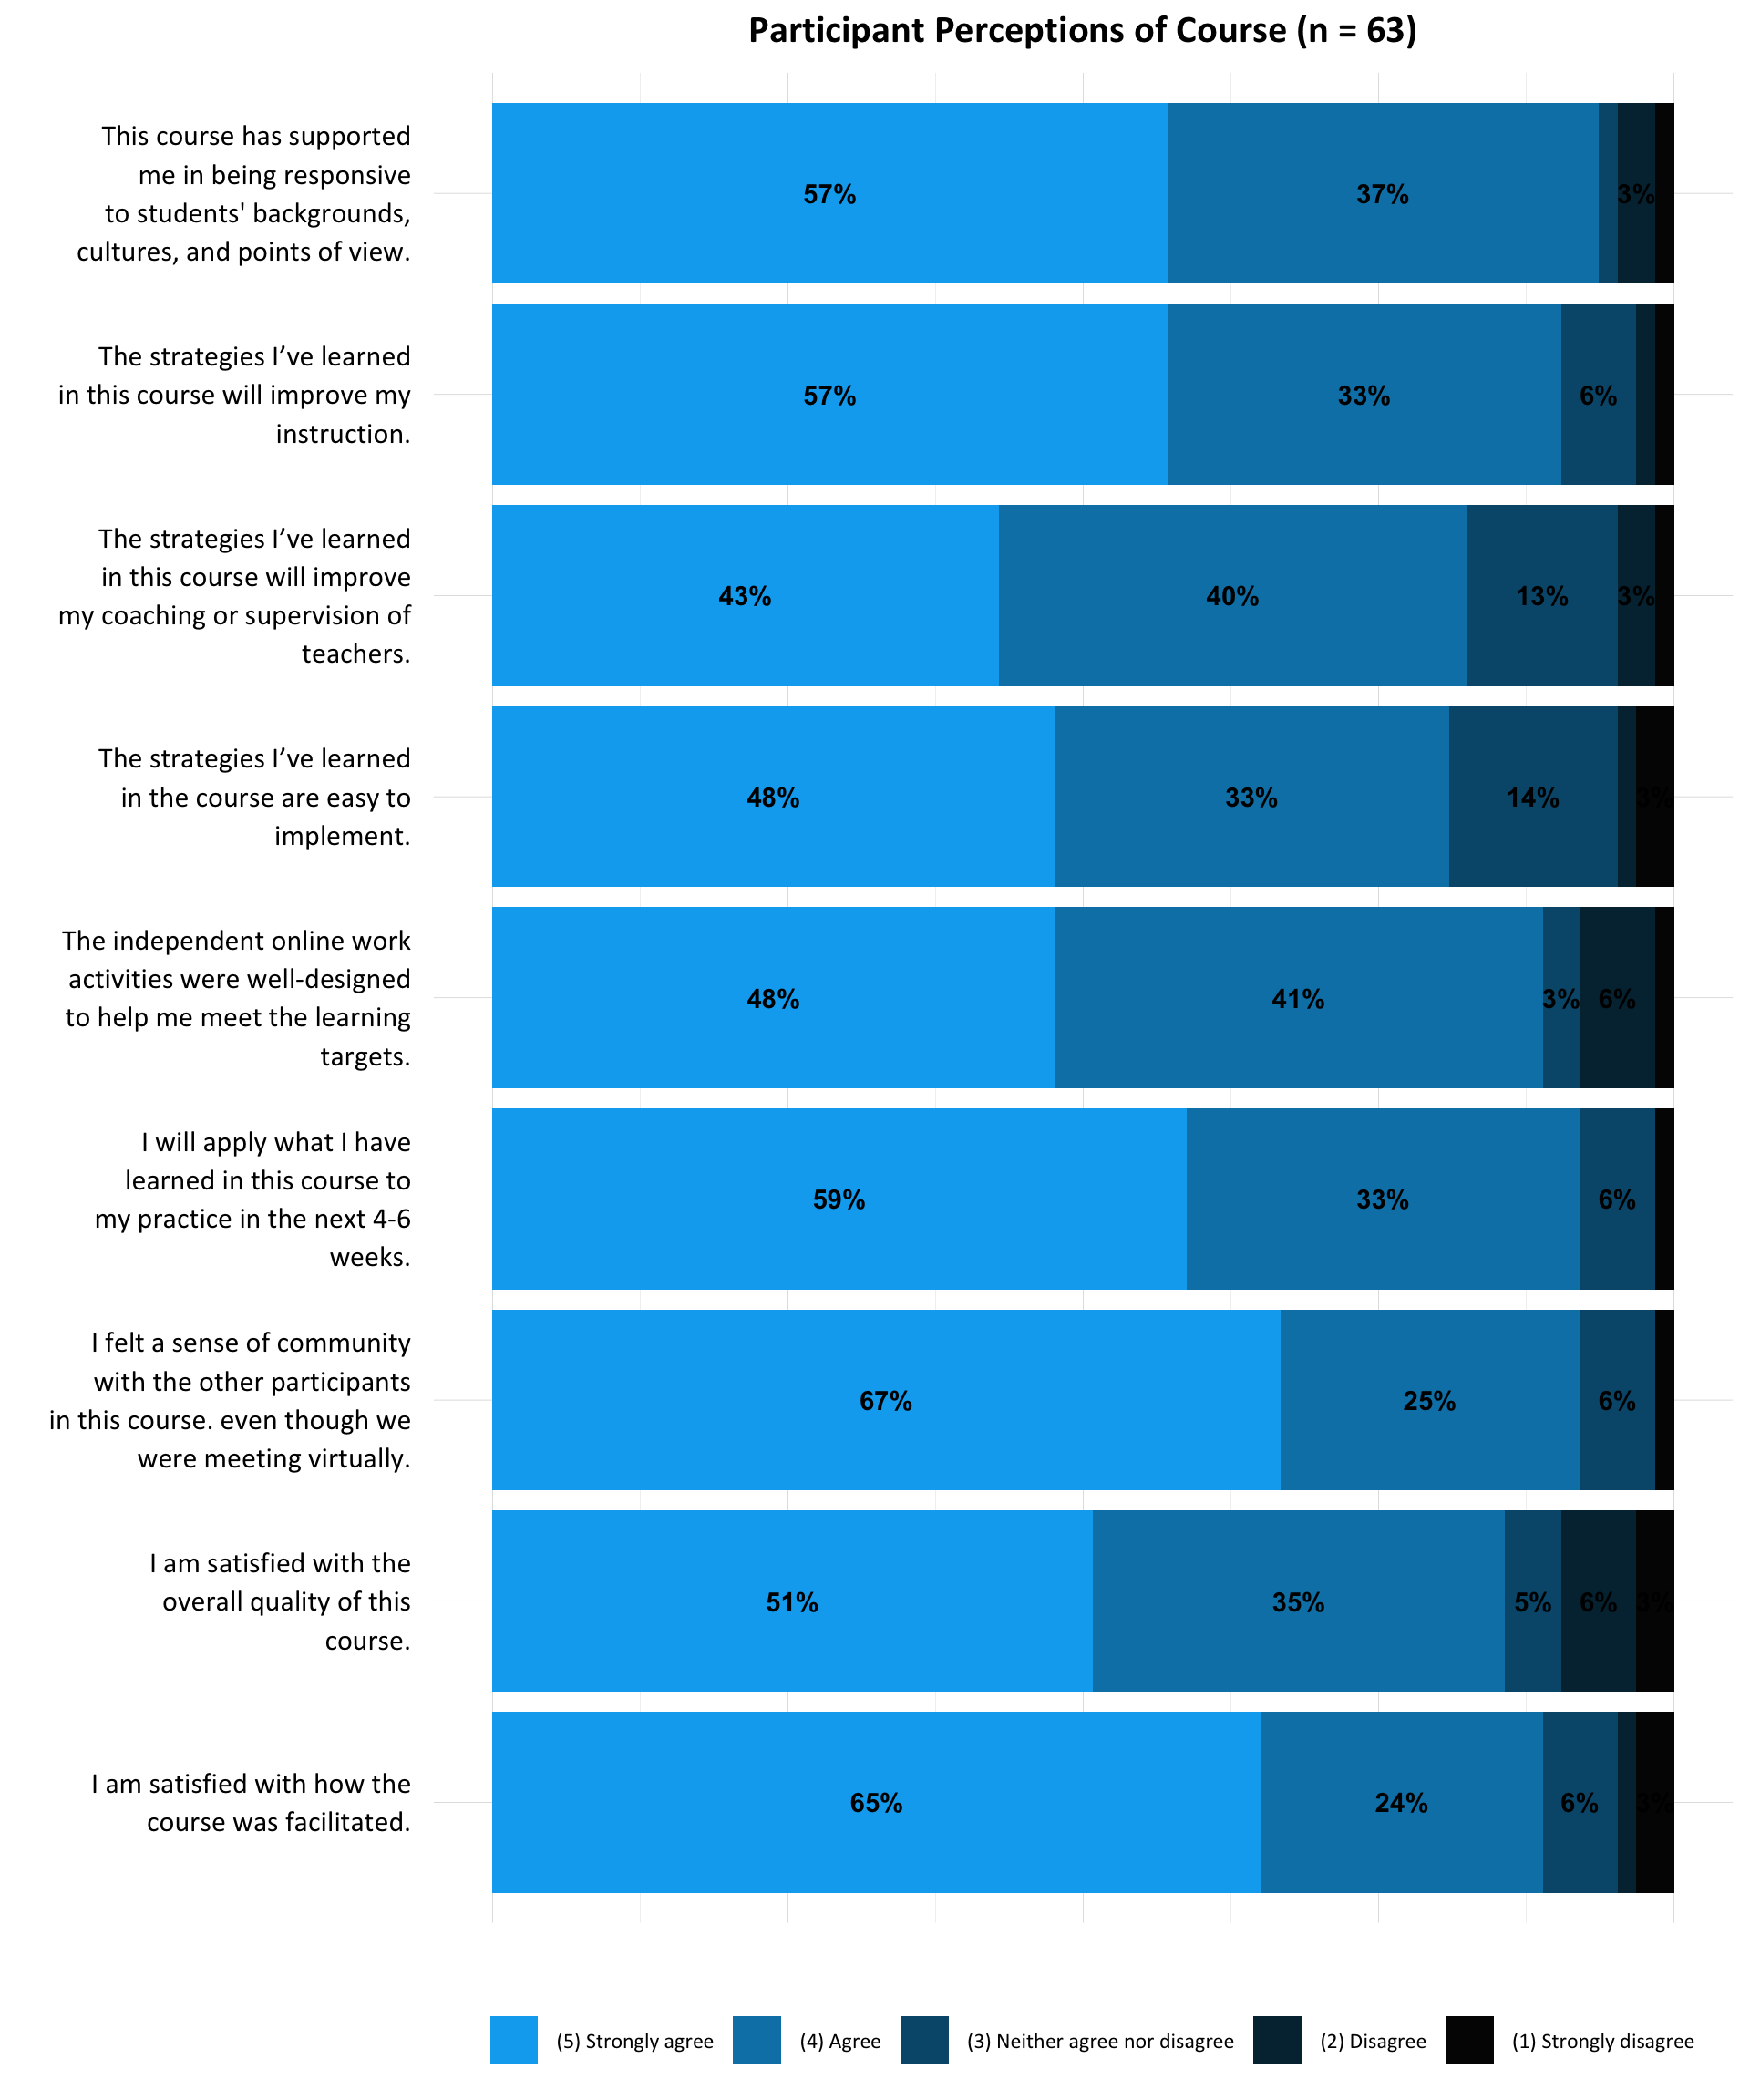 Participant Perceptions of Course (n = 63)
This course has supported
me in being responsive
to students' backgrounds,
cultures, and points of view.
57%
37%
3%
The strategies I’ve learned
in this course will improve my
instruction.
57%
33%
6%
The strategies I’ve learned
in this course will improve
my coaching or supervision of
teachers.
43%
40%
13%
3%
The strategies I’ve learned
in the course are easy to
implement.
48%
33%
14%
3%
The independent online work
activities were well-designed
to help me meet the learning
targets.
48%
41%
3%
6%
I will apply what I have
learned in this course to
my practice in the next 4-6
weeks.
59%
33%
6%
I felt a sense of community
with the other participants
in this course. even though we
were meeting virtually.
67%
25%
6%
I am satisfied with the
overall quality of this
course.
51%
35%
5%
6%
3%
I am satisfied with how the
course was facilitated.
65%
24%
6%
3%
(5) Strongly agree
(4) Agree
(3) Neither agree nor disagree
(2) Disagree
(1) Strongly disagree